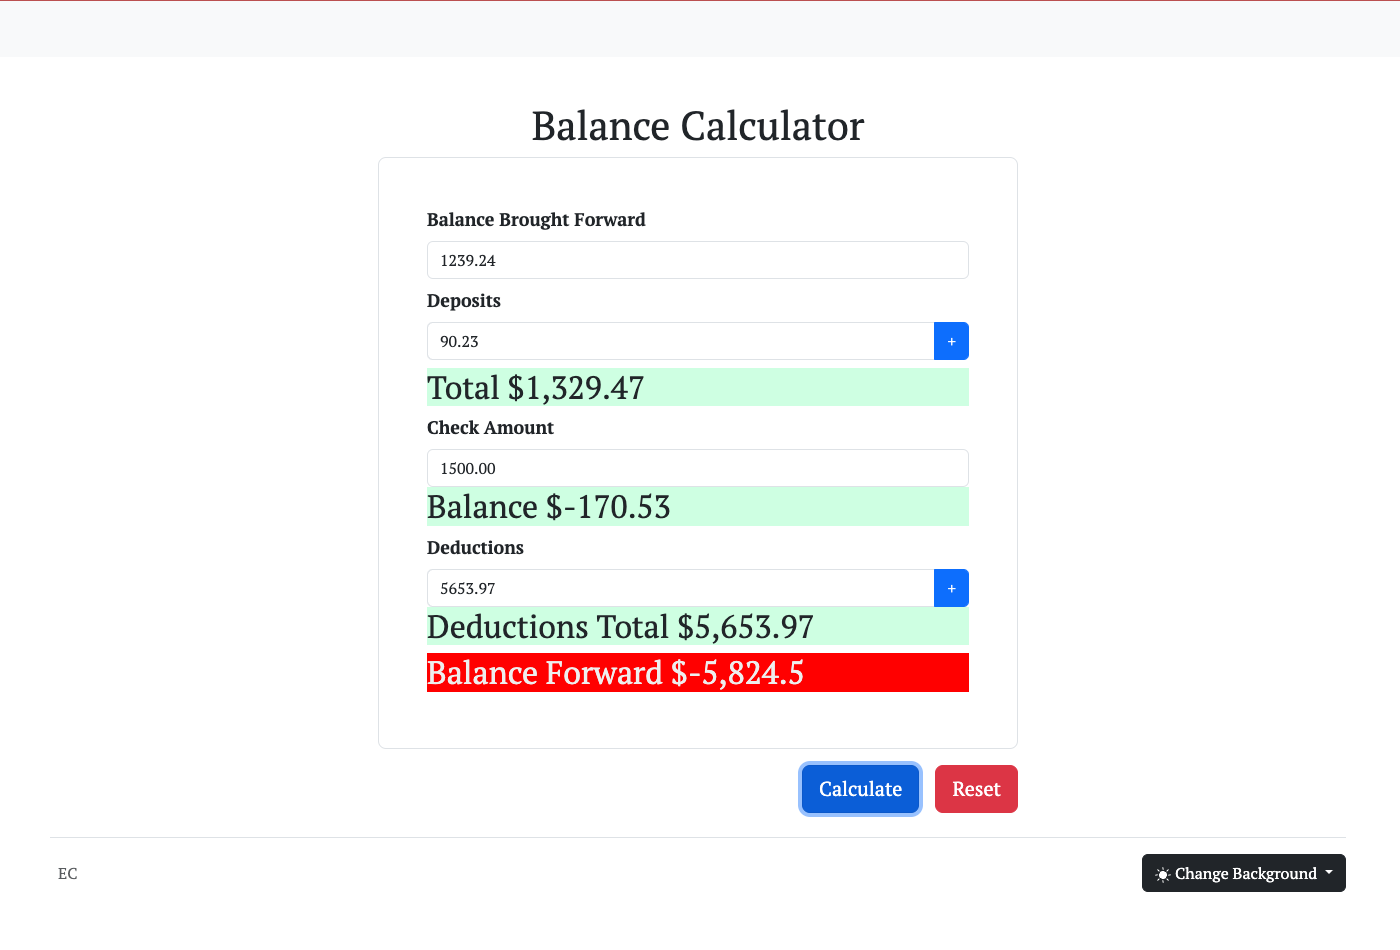 Balance Calculator
Balance Brought Forward
1239.24
Deposits
90.23
+
Total $1,329.47
Check Amount
1500.00
Balance $-170.53
Deductions
5653.97
+
Deductions Total $5,653.97
Balance Forward $-5,824.5
Calculate
Reset
EC
Change Background